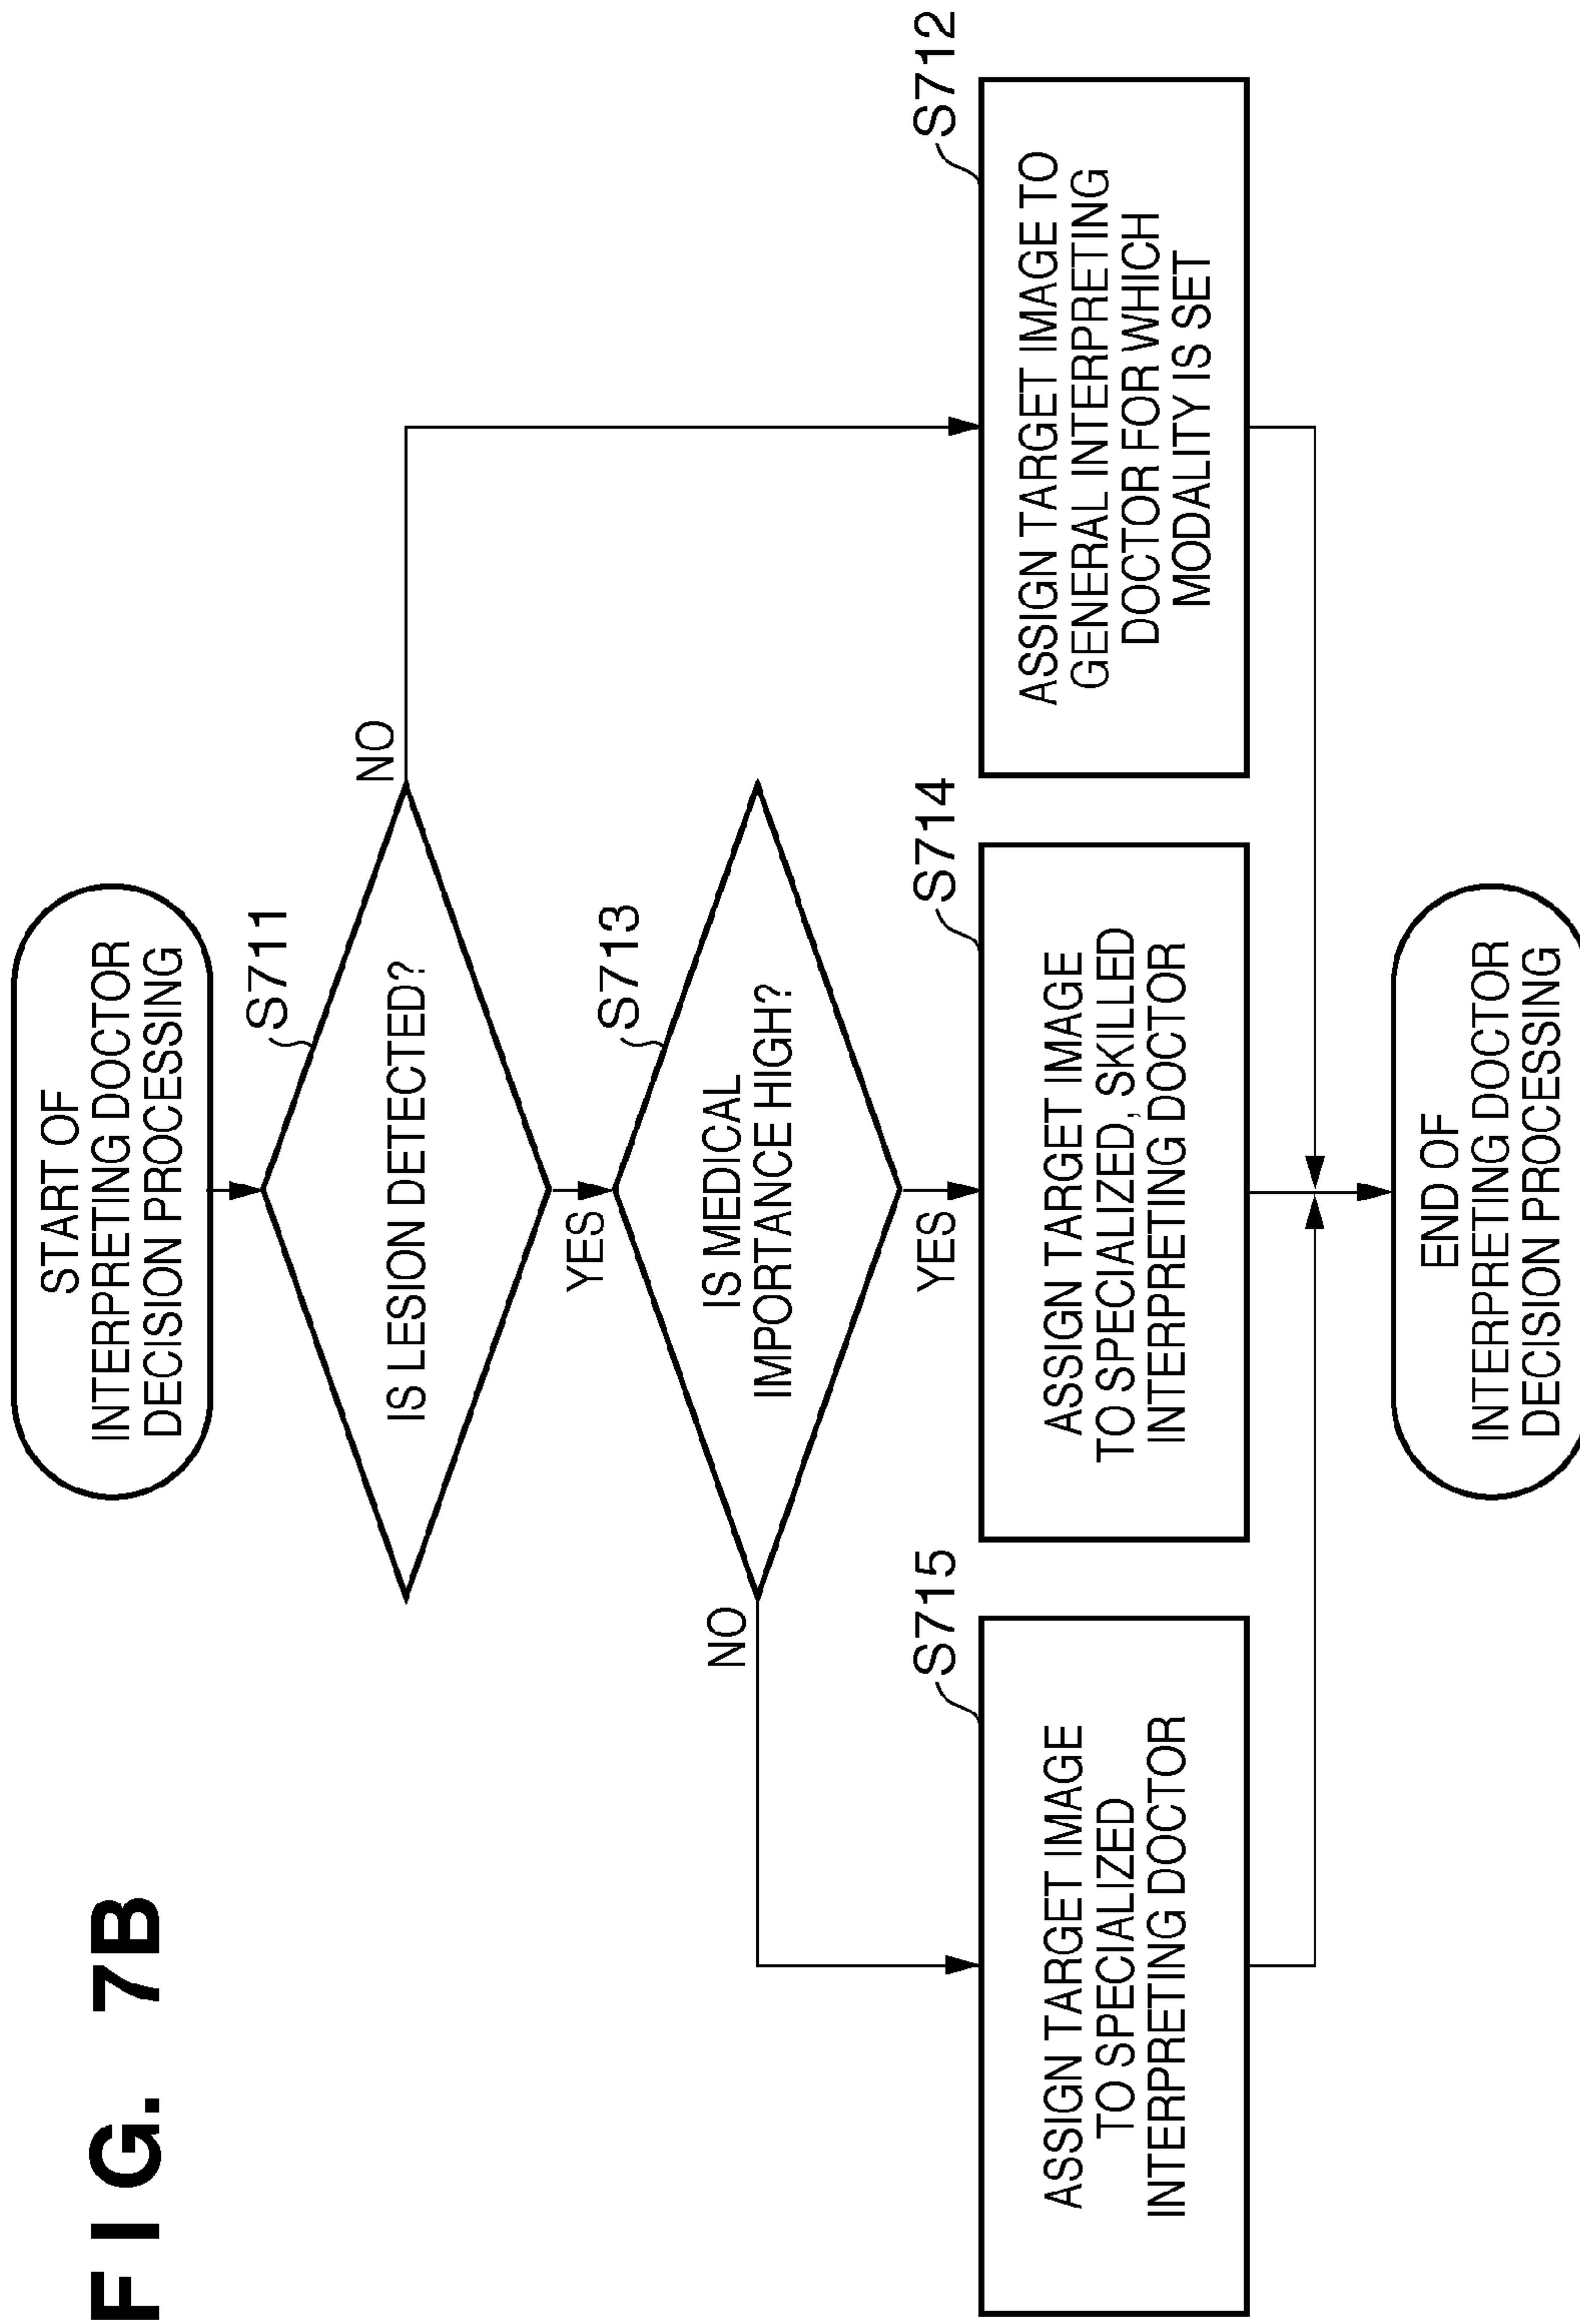 FIG. 7B
START OF
INTERPRETING DOCTOR
DECISION PROCESSING
S711
IS LESION DETECTED?
NO
YES
S713
IS MEDICAL
IMPORTANCE HIGH?
NO
YES
S715
ASSIGN TARGET IMAGE
TO SPECIALIZED
INTERPRETING DOCTOR
S714
ASSIGN TARGET IMAGE
TO SPECIALIZED, SKILLED
INTERPRETING DOCTOR
S712
ASSIGN TARGET IMAGE TO
GENERAL INTERPRETING
DOCTOR FOR WHICH
MODALITY IS SET
END OF
INTERPRETING DOCTOR
DECISION PROCESSING